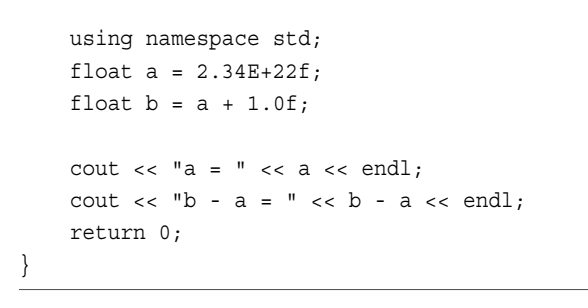 using namespace std;
float a = 2.34E+22f;
float b = a + 1.0f;
cout << "a = " << a << endl;
cout << "b - a = " << b - a << endl;
return 0;
}